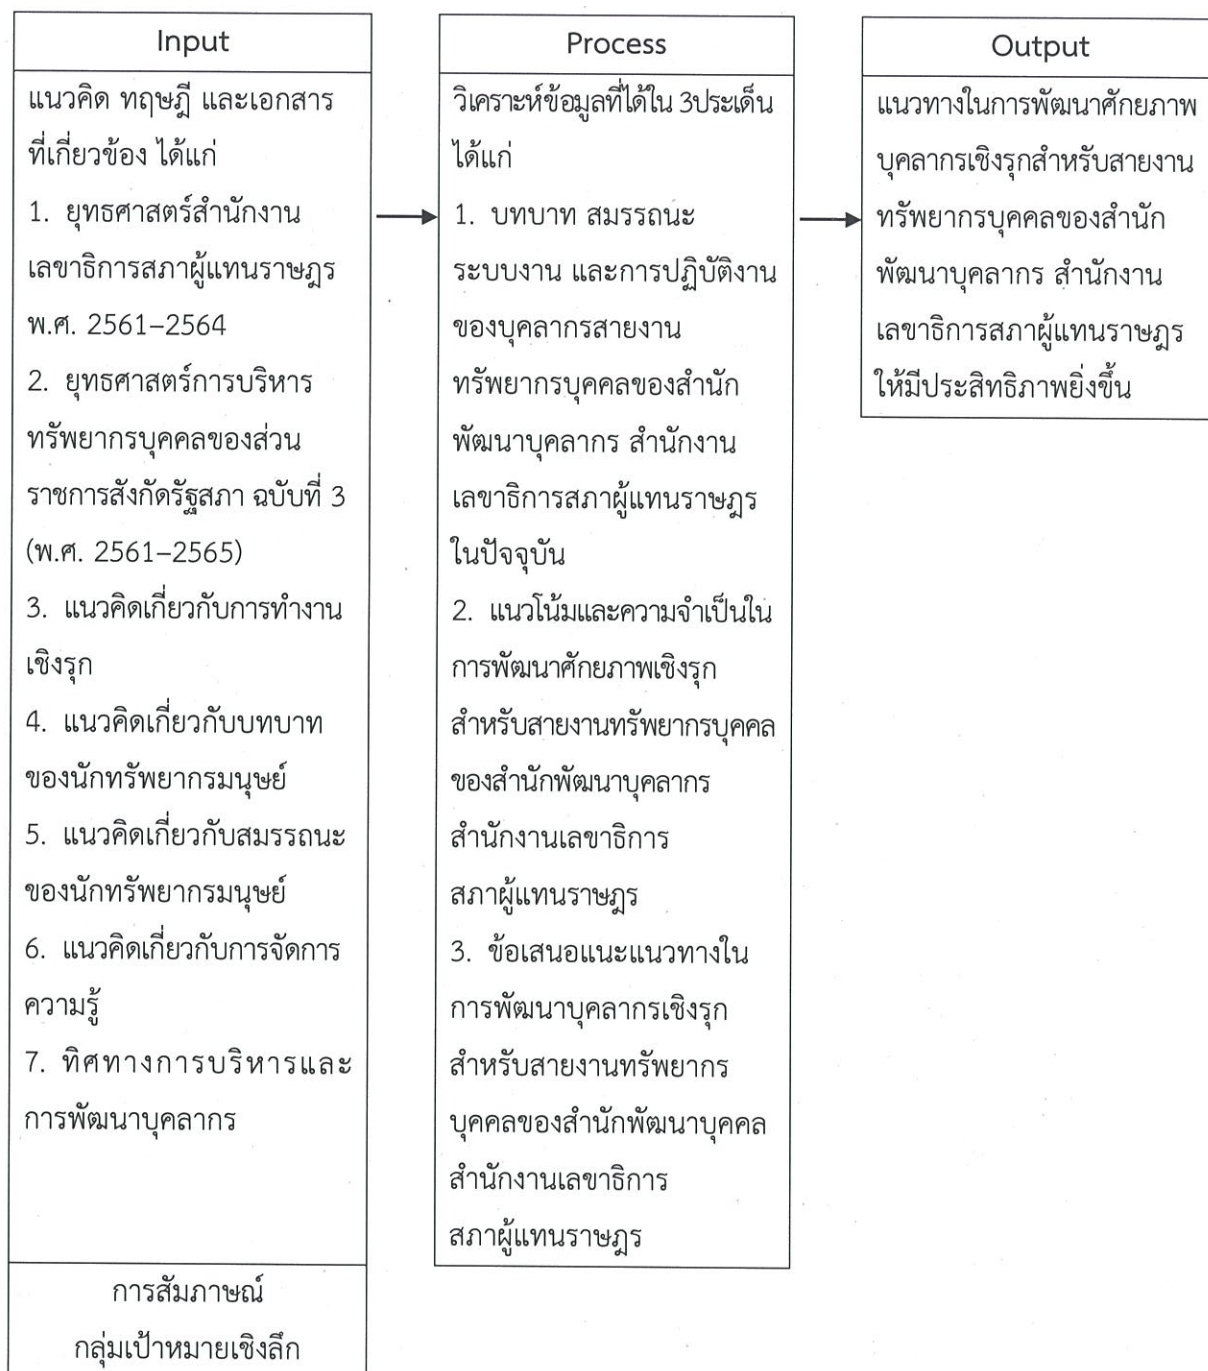 Input
แนวคิด ทฤษฎี และเอกสาร
ที่เกี่ยวข้อง ได้แก่
1. ยุทธศาสตร์สำนักงาน
เลขาธิการสภาผู้แทนราษฎร
พ.ศ. 2561–2564
2. ยุทธศาสตร์การบริหาร
ทรัพยากรบุคคลของส่วน
ราชการสังกัดรัฐสภา ฉบับที่ 3
(พ.ศ. 2561–2565)
3. แนวคิดเกี่ยวกับการทำงาน
เชิงรุก
4. แนวคิดเกี่ยวกับบทบาท
ของนักทรัพยากรมนุษย์
5. แนวคิดเกี่ยวกับสมรรถนะ
ของนักทรัพยากรมนุษย์
6. แนวคิดเกี่ยวกับการจัดการ
ความรู้
7. ทิศทางการบริหารและ
การพัฒนาบุคลากร
การสัมภาษณ์
กลุ่มเป้าหมายเชิงลึก
Process
วิเคราะห์ข้อมูลที่ได้ใน 3ประเด็น
ได้แก่
1. บทบาท สมรรถนะ
ระบบงาน และการปฏิบัติงาน
ของบุคลากรสายงาน
ทรัพยากรบุคคลของสำนัก
พัฒนาบุคลากร สำนักงาน
เลขาธิการสภาผู้แทนราษฎร
ในปัจจุบัน
2. แนวโน้มและความจำเป็นใน
การพัฒนาศักยภาพเชิงรุก
สำหรับสายงานทรัพยากรบุคคล
ของสำนักพัฒนาบุคลากร
สำนักงานเลขาธิการ
สภาผู้แทนราษฎร
3. ข้อเสนอแนะแนวทางใน
การพัฒนาบุคลากรเชิงรุก
สำหรับสายงานทรัพยากร
บุคคลของสำนักพัฒนาบุคคล
สำนักงานเลขาธิการ
สภาผู้แทนราษฎร
Output
แนวทางในการพัฒนาศักยภาพ
บุคลากรเชิงรุกสำหรับสายงาน
ทรัพยากรบุคคลของสำนัก
พัฒนาบุคลากร สำนักงาน
เลขาธิการสภาผู้แทนราษฎร
ให้มีประสิทธิภาพยิ่งขึ้น